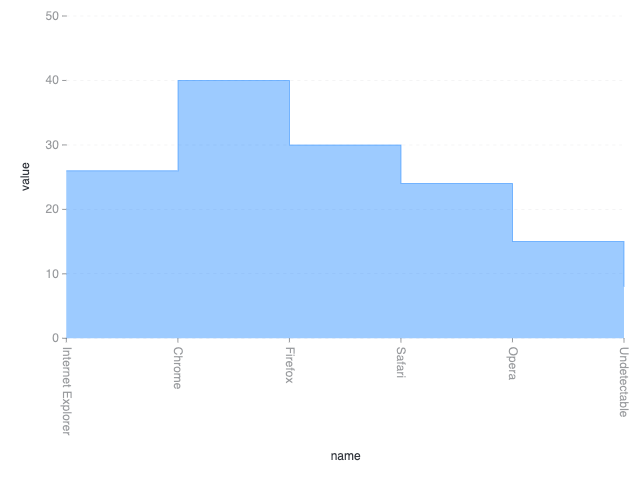 50
40
30
20
10
0
value
Internet Explorer
Chrome
Firefox
Safari
Opera
Undetectable
name